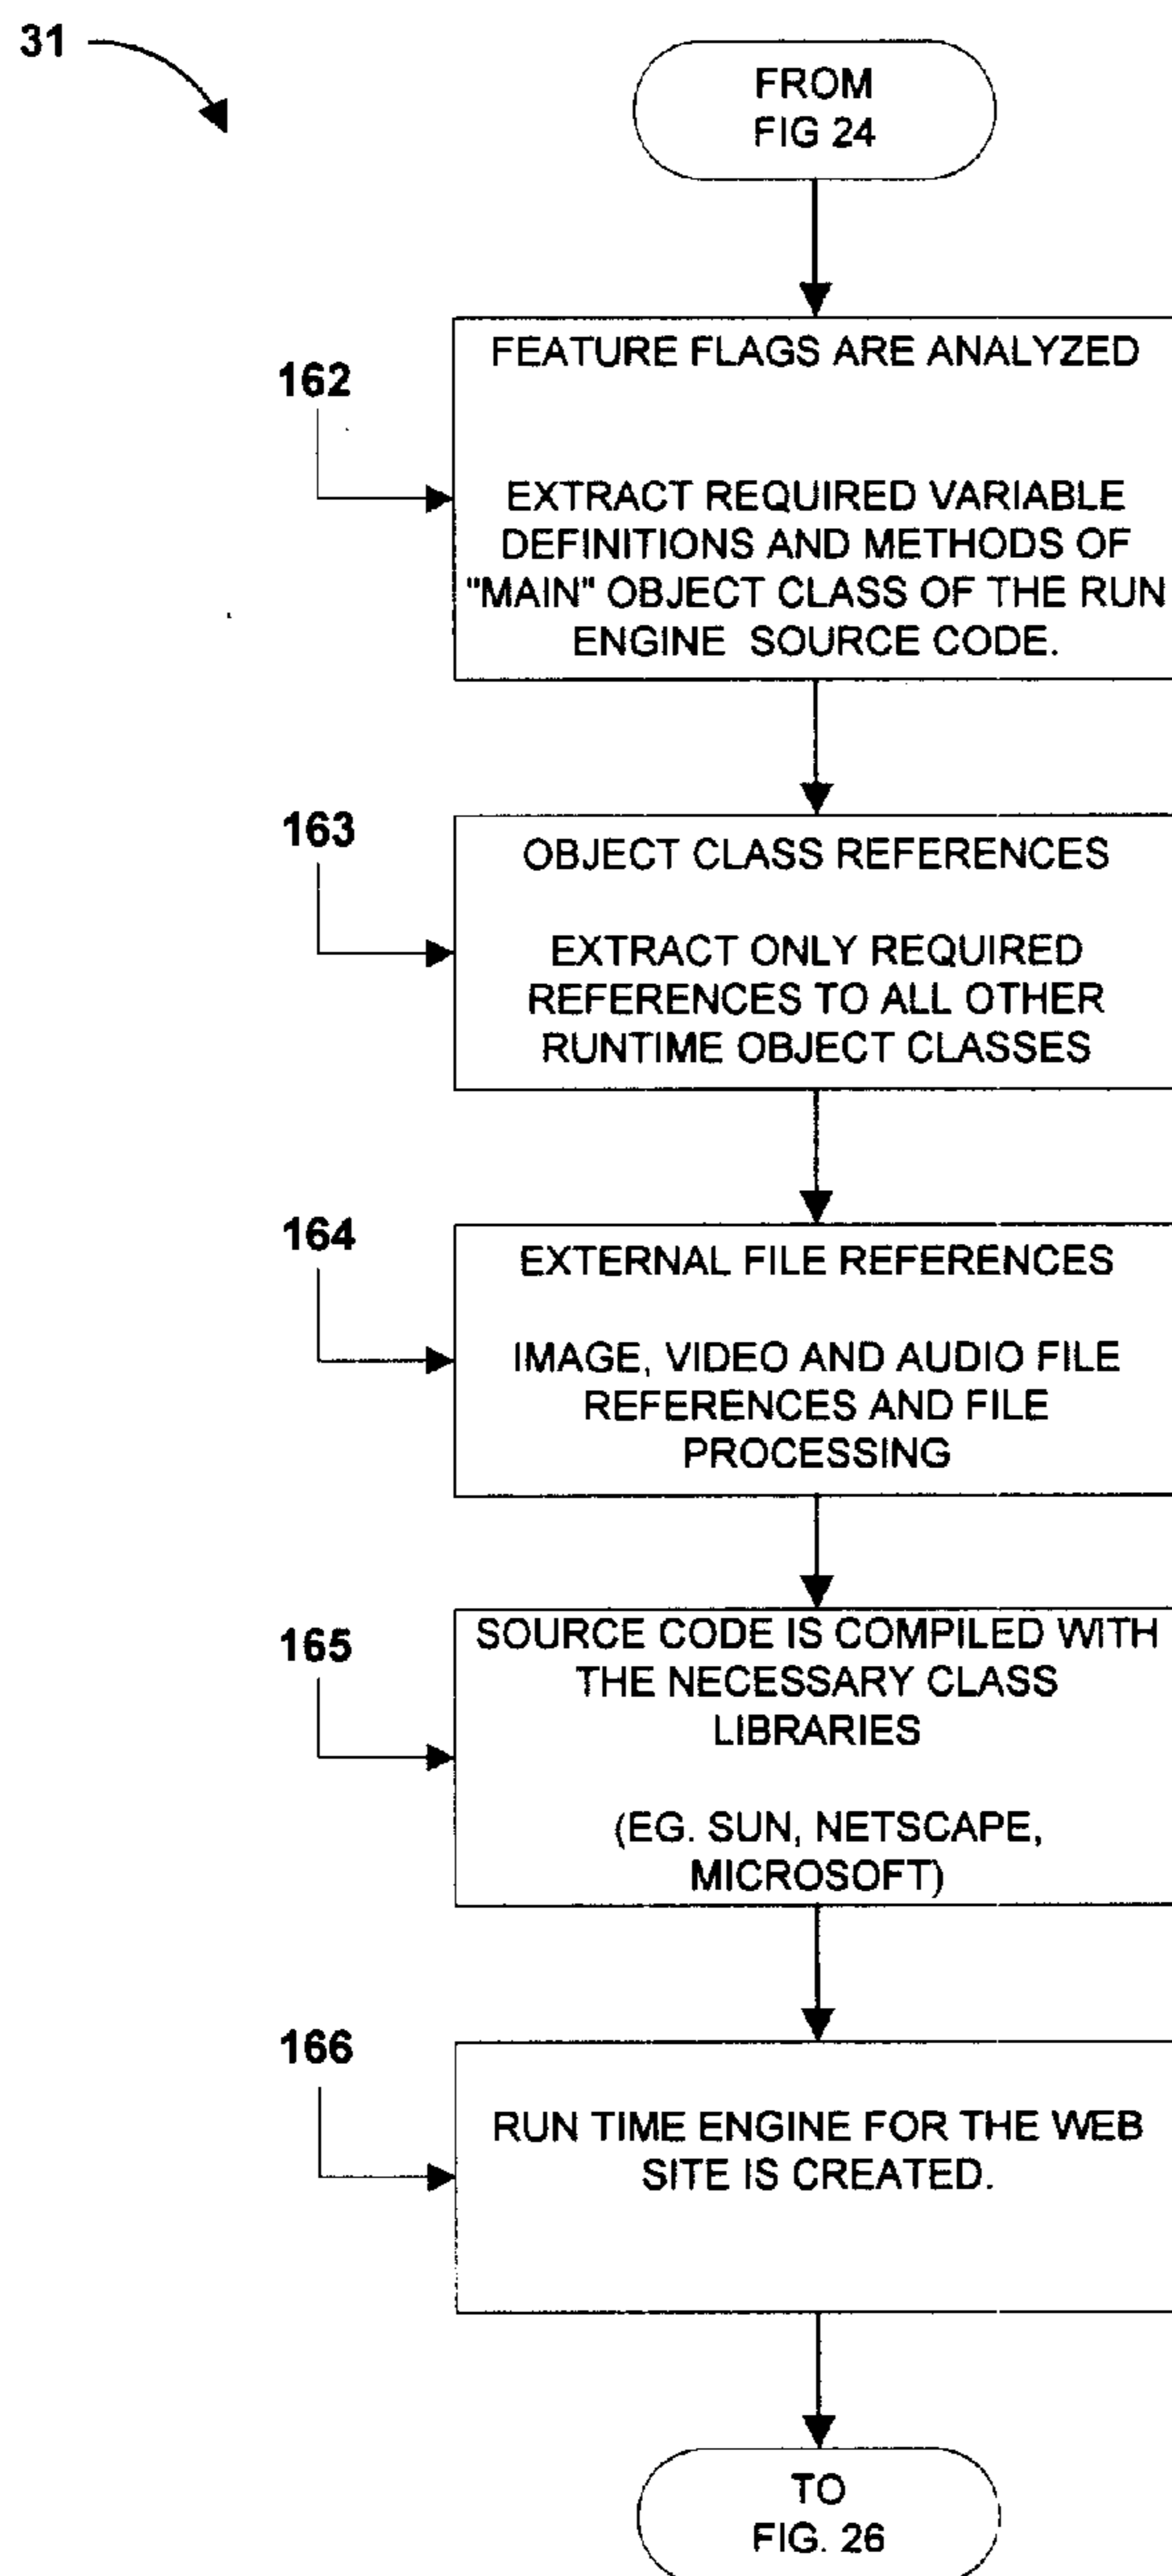 31
FROM
FIG 24
162
FEATURE FLAGS ARE ANALYZED
EXTRACT REQUIRED VARIABLE
DEFINITIONS AND METHODS OF
"MAIN" OBJECT CLASS OF THE RUN
ENGINE SOURCE CODE.
163
OBJECT CLASS REFERENCES
EXTRACT ONLY REQUIRED
REFERENCES TO ALL OTHER
RUNTIME OBJECT CLASSES
164
EXTERNAL FILE REFERENCES
IMAGE, VIDEO AND AUDIO FILE
REFERENCES AND FILE
PROCESSING
165
SOURCE CODE IS COMPILED WITH
THE NECESSARY CLASS
LIBRARIES
(EG. SUN, NETSCAPE,
MICROSOFT)
166
RUN TIME ENGINE FOR THE WEB
SITE IS CREATED.
TO
FIG. 26